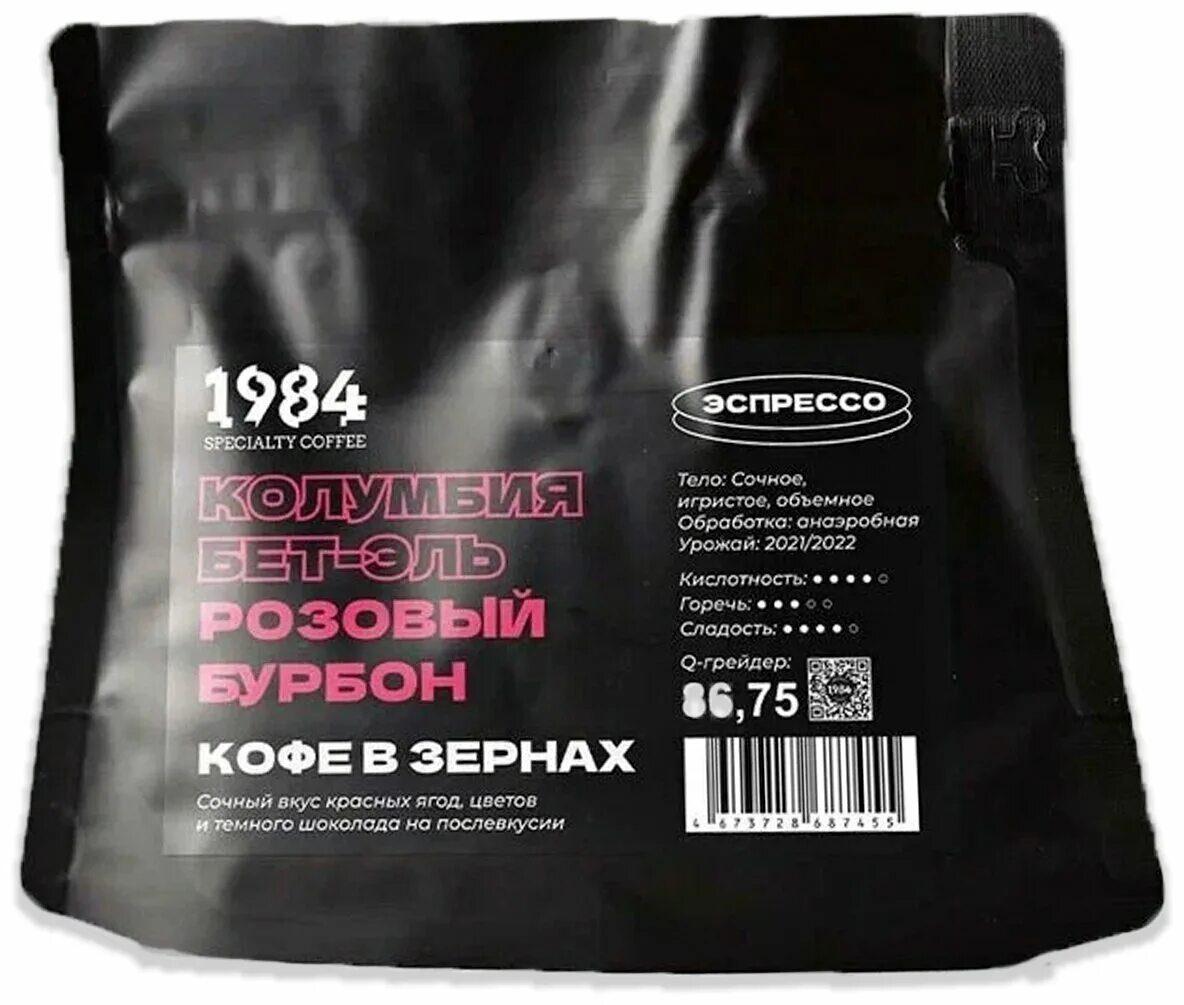 1984
SPECIALTY COFFEE
КОЛУМБИЯ
БЕТ-ЭЛЬ
РОЗОВЫЙ
БУРБОН
КОФЕ В ЗЕРНАХ
Сочный вкус красных ягод, цветов
и темного шоколада на послевкусии
ЭСПРЕССО
Тело: Сочное,
игристое, объемное
Обработка: анаэробная
Урожай: 2021/2022
Кислотность:
Горечь:
Сладость:
Q-грейдер:
86,75
1984
4 673728 687455